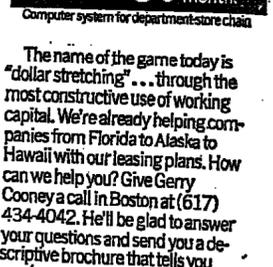 Computer system for department-store chain
The name of the game today is
"dollar stretching"...through the
most constructive use of working
capital. We're already helping com-
panies from Florida to Alaska to
Hawaii with our leasing plans. How
can we help you? Give Gerry
Cooney a call in Boston at (617)
434-4042. He'll be glad to answer
your questions and send you a de-
scriptive brochure that tells you